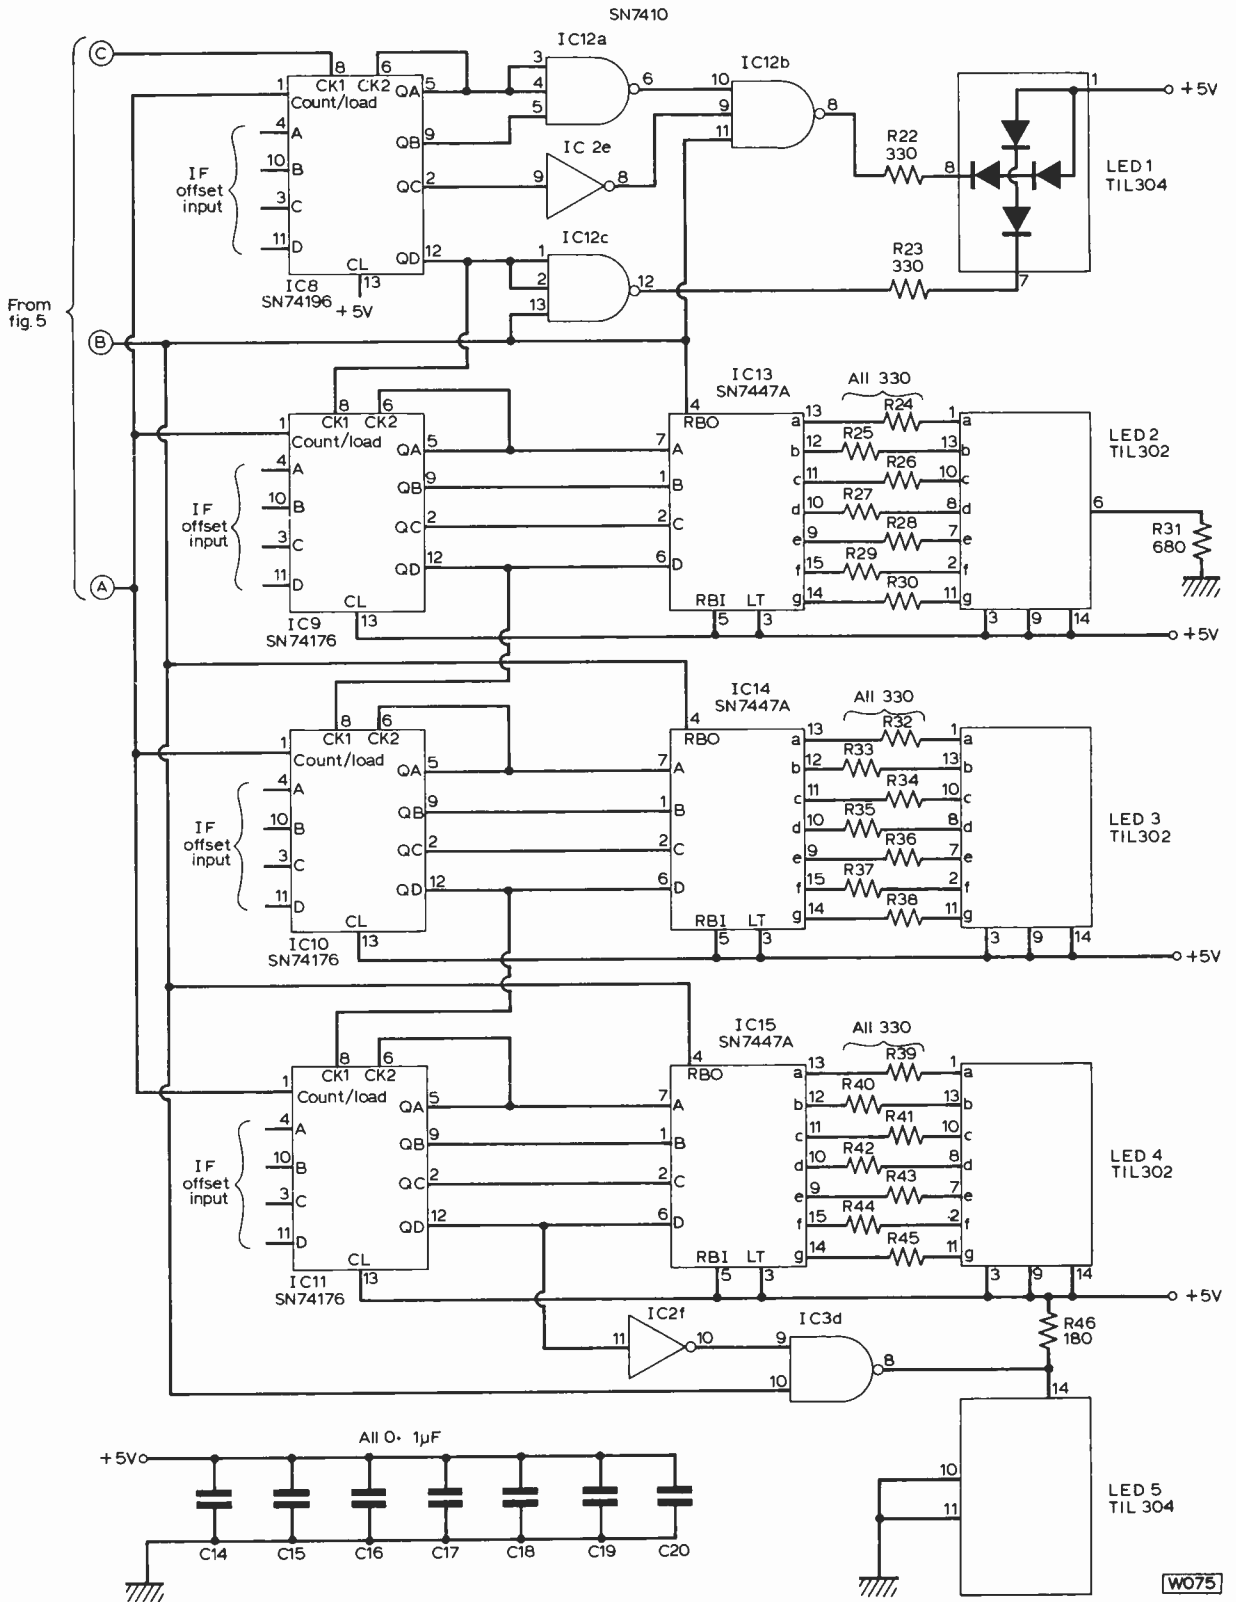 SN7410
C
8
6
CK1
CK2
1
Count/load
QA
5
4
A
10
B
3
C
11
D
IF
offset
input
QB
9
QC
2
QD
12
CL
13
+5V
IC8
SN74196
IC12a
3
4
5
6
IC 2e
9
8
IC12b
10
9
11
8
IC12c
1
2
13
12
R22
330
R23
330
8
1
7
+5V
LED 1
TIL304
From
fig.5
B
A
8
6
CK1
CK2
1
Count/load
QA
5
4
A
10
B
3
C
11
D
IF
offset
input
QB
9
QC
2
QD
12
CL
13
IC9
SN74176
IC13
SN7447A
4
RBO
7
A
1
B
2
C
6
D
RBI
LT
5
3
a
13
b
12
c
11
d
10
e
9
f
15
g
14
All 330
R24
R25
R26
R27
R28
R29
R30
1
a
13
b
10
c
8
d
7
e
2
f
11
g
3
9
14
6
LED 2
TIL302
R31
680
+5V
8
6
CK1
CK2
1
Count/load
QA
5
4
A
10
B
3
C
11
D
IF
offset
input
QB
9
QC
2
QD
12
CL
13
IC10
SN74176
IC14
SN7447A
4
RBO
7
A
1
B
2
C
6
D
RBI
LT
5
3
a
13
b
12
c
11
d
10
e
9
f
15
g
14
All 330
R32
R33
R34
R35
R36
R37
R38
1
a
13
b
10
c
8
d
7
e
2
f
11
g
3
9
14
LED 3
TIL302
+5V
8
6
CK1
CK2
1
Count/load
QA
5
4
A
10
B
3
C
11
D
IF
offset
input
QB
9
QC
2
QD
12
CL
13
IC11
SN74176
IC15
SN7447A
4
RBO
7
A
1
B
2
C
6
D
RBI
LT
5
3
a
13
b
12
c
11
d
10
e
9
f
15
g
14
All 330
R39
R40
R41
R42
R43
R44
R45
1
a
13
b
10
c
8
d
7
e
2
f
11
g
3
9
14
LED 4
TIL302
+5V
IC2f
11
10
IC3d
9
10
8
R46
180
14
10
11
LED 5
TIL 304
+5V
All 0·1µF
C14
C15
C16
C17
C18
C19
C20
W075